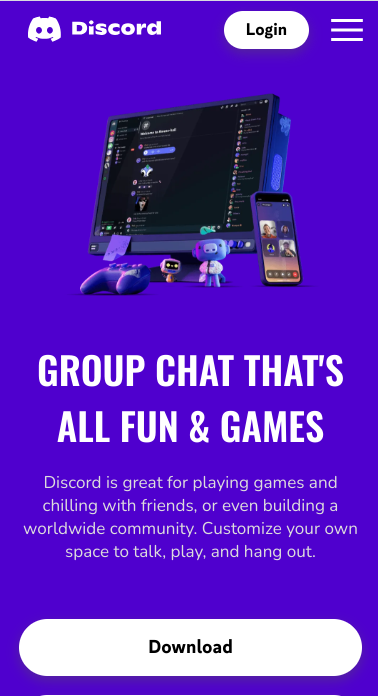 Discord
Login
GROUP CHAT THAT'S
ALL FUN & GAMES
Discord is great for playing games and
chilling with friends, or even building a
worldwide community. Customize your own
space to talk, play, and hang out.
Download